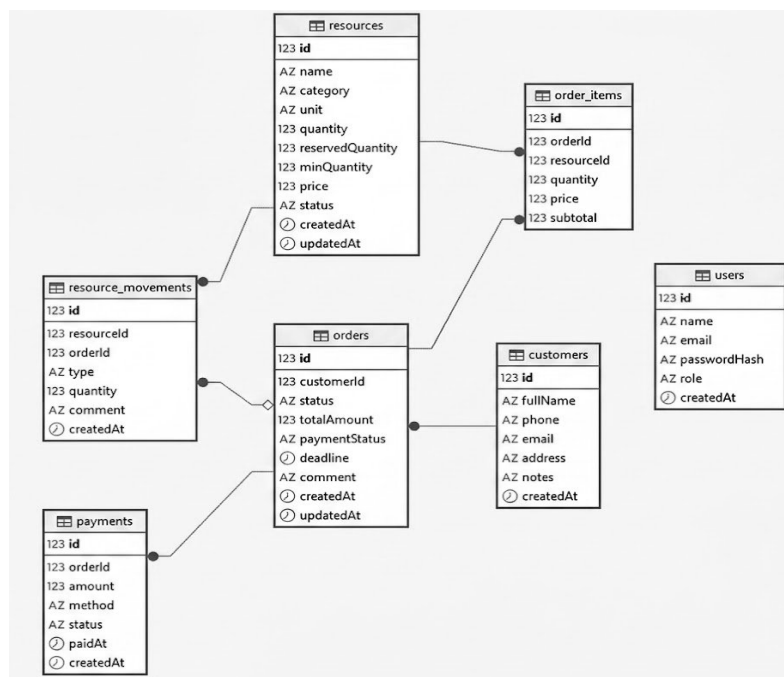 resources
123 id
AZ name
AZ category
AZ unit
123 quantity
123 reservedQuantity
123 minQuantity
123 price
AZ status
createdAt
updatedAt
order_items
123 id
123 orderId
123 resourceId
123 quantity
123 price
123 subtotal
resource_movements
123 id
123 resourceId
123 orderId
AZ type
123 quantity
AZ comment
createdAt
orders
123 id
123 customerId
AZ status
123 totalAmount
AZ paymentStatus
deadline
AZ comment
createdAt
updatedAt
customers
123 id
AZ fullName
AZ phone
AZ email
AZ address
AZ notes
createdAt
users
123 id
AZ name
AZ email
AZ passwordHash
AZ role
createdAt
payments
123 id
123 orderId
123 amount
AZ method
AZ status
paidAt
createdAt